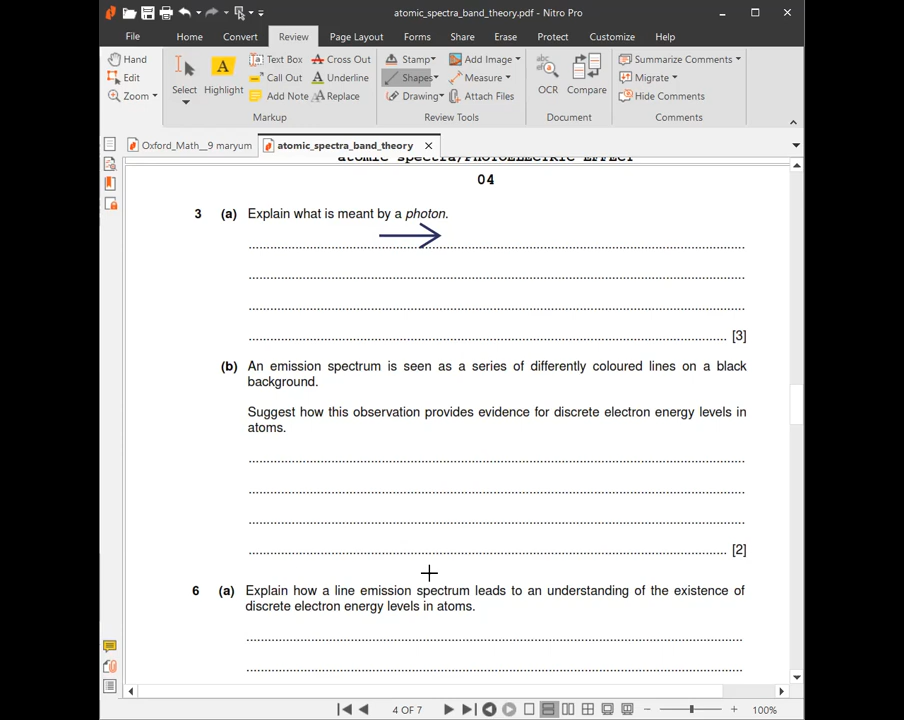 atomic_spectra_band_theory.pdf - Nitro Pro
File Home Convert Review Page Layout Forms Share Erase Protect Customize Help
Hand
Edit
Zoom
Select
Highlight
Text Box
Call Out
Add Note
Cross Out
Underline
Replace
Markup
Stamp
Shapes
Drawing
Add Image
Measure
Attach Files
Review Tools
OCR
Compare
Document
Summarize Comments
Migrate
Hide Comments
Comments
Oxford_Math__9 maryum
atomic_spectra_band_theory
atomic spectra/PHOTOELECTRIC EFFECT
04
3 (a) Explain what is meant by a photon.
[3]
(b) An emission spectrum is seen as a series of differently coloured lines on a black
background.
Suggest how this observation provides evidence for discrete electron energy levels in
atoms.
[2]
6 (a) Explain how a line emission spectrum leads to an understanding of the existence of
discrete electron energy levels in atoms.
4 OF 7
100%